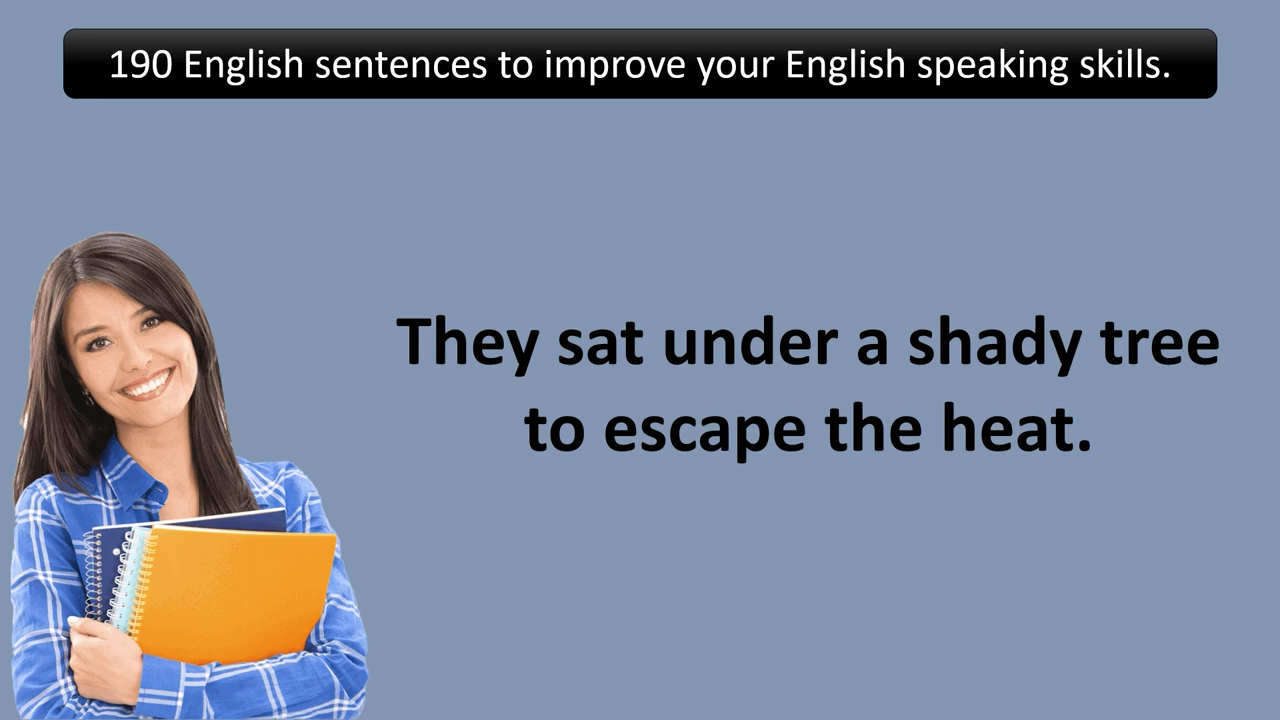 190 English sentences to improve your English speaking skills.
They sat under a shady tree
to escape the heat.